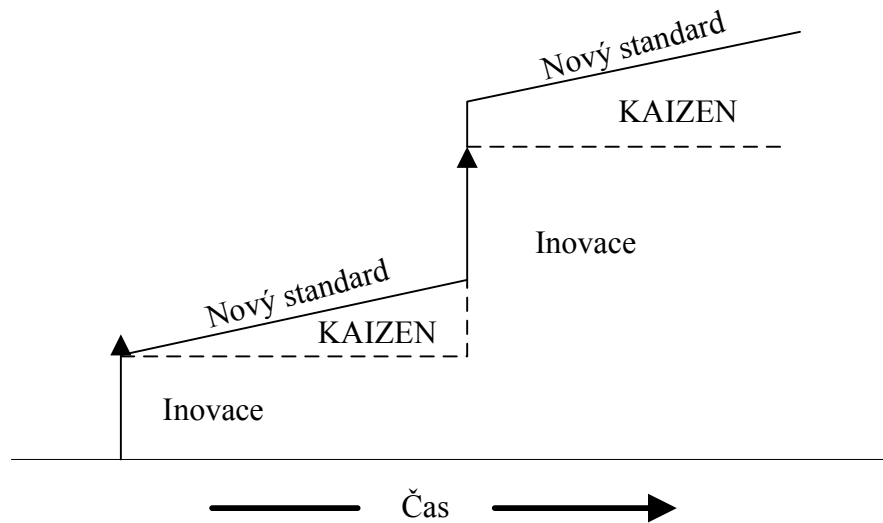 Nový standard
KAIZEN
Inovace
Nový standard
KAIZEN
Inovace
Čas